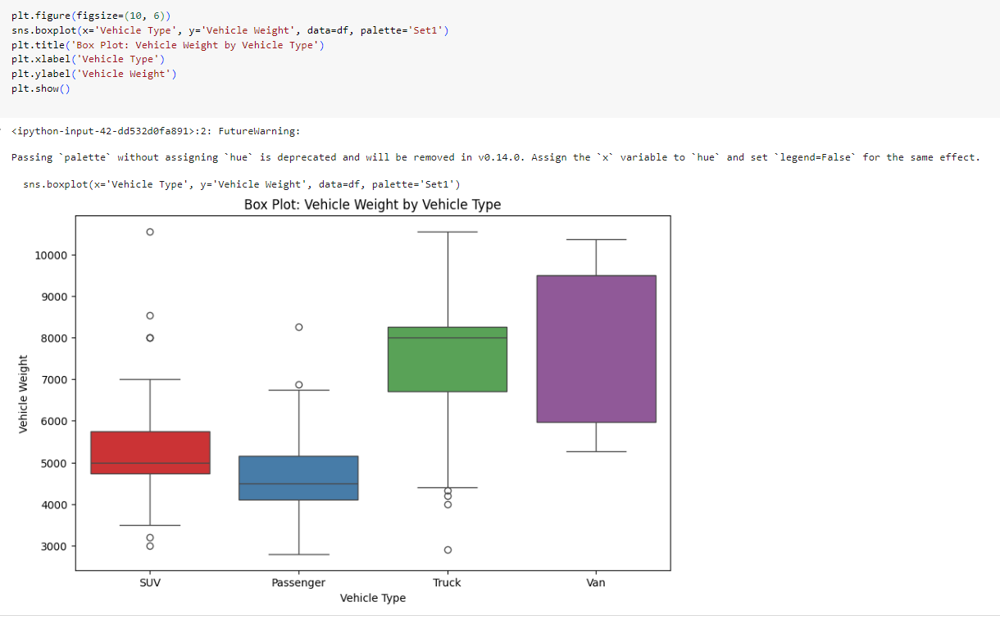 plt.figure(figsize=(10, 6))
sns.boxplot(x='Vehicle Type', y='Vehicle Weight', data=df, palette='Set1')
plt.title('Box Plot: Vehicle Weight by Vehicle Type')
plt.xlabel('Vehicle Type')
plt.ylabel('Vehicle Weight')
plt.show()
<ipython-input-42-dd532d0fa891>:2: FutureWarning:
Passing `palette` without assigning `hue` is deprecated and will be removed in v0.14.0. Assign the `x` variable to `hue` and set `legend=False` for the same effect.
sns.boxplot(x='Vehicle Type', y='Vehicle Weight', data=df, palette='Set1')
Box Plot: Vehicle Weight by Vehicle Type
10000
9000
8000
7000
6000
5000
4000
3000
Vehicle Weight
SUV Passenger Truck Van
Vehicle Type